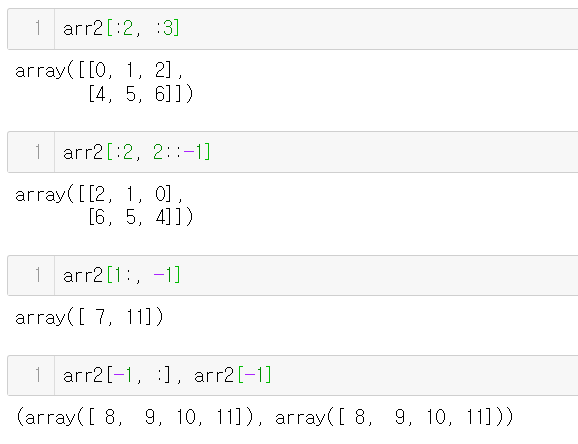 1 arr2[:2, :3]
array([[0, 1, 2],
       [4, 5, 6]])
1 arr2[:2, 2::-1]
array([[2, 1, 0],
       [6, 5, 4]])
1 arr2[1:, -1]
array([ 7, 11])
1 arr2[-1, :], arr2[-1]
(array([ 8,  9, 10, 11]), array([ 8,  9, 10, 11]))